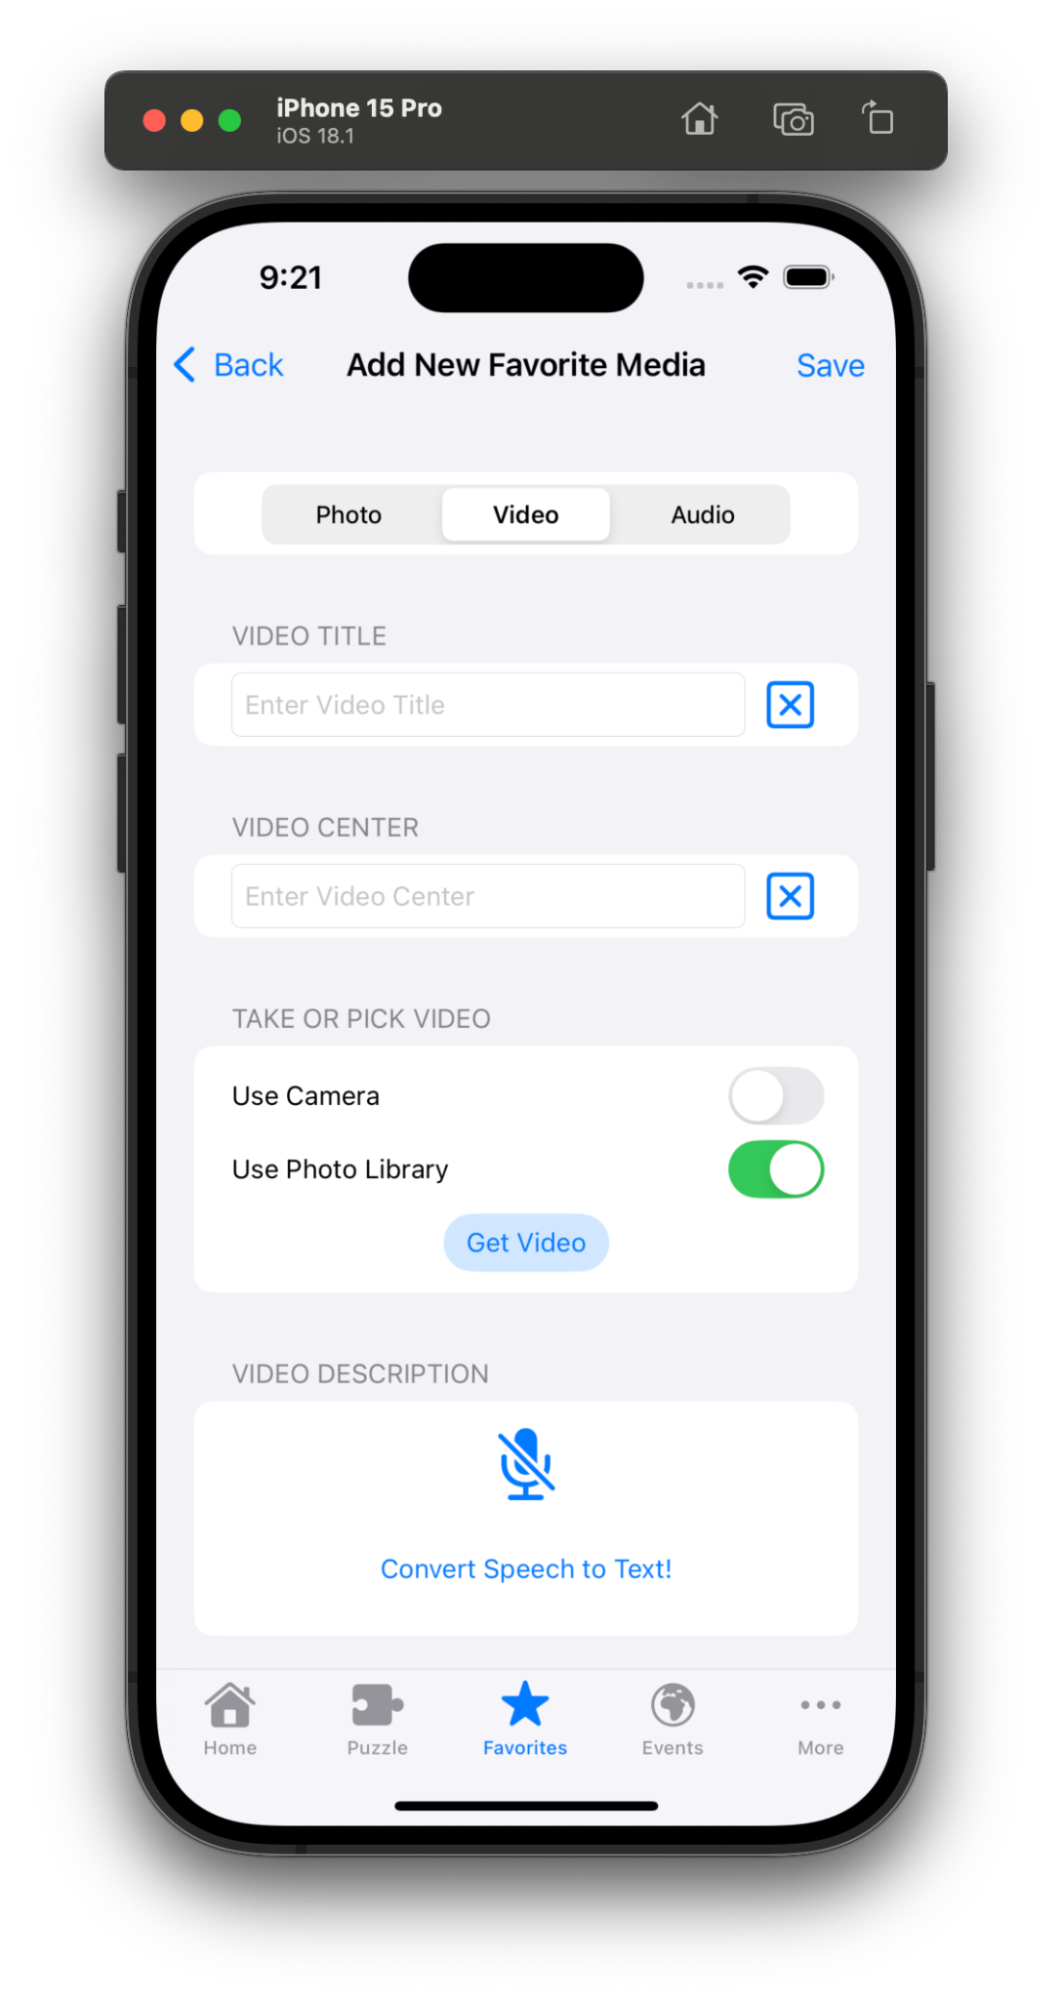 iPhone 15 Pro
iOS 18.1
9:21
Back Add New Favorite Media Save
Photo Video Audio
VIDEO TITLE
Enter Video Title
VIDEO CENTER
Enter Video Center
TAKE OR PICK VIDEO
Use Camera
Use Photo Library
Get Video
VIDEO DESCRIPTION
Convert Speech to Text!
Home Puzzle Favorites Events More